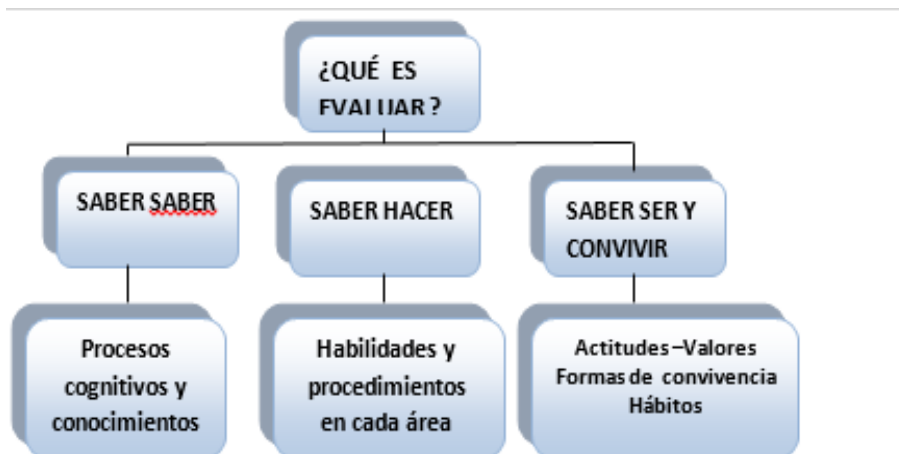 ¿QUÉ ES
EVALUAR ?
SABER SABER
SABER HACER
SABER SER Y
CONVIVIR
Procesos
cognitivos y
conocimientos
Habilidades y
procedimientos
en cada área
Actitudes –Valores
Formas de convivencia
Hábitos